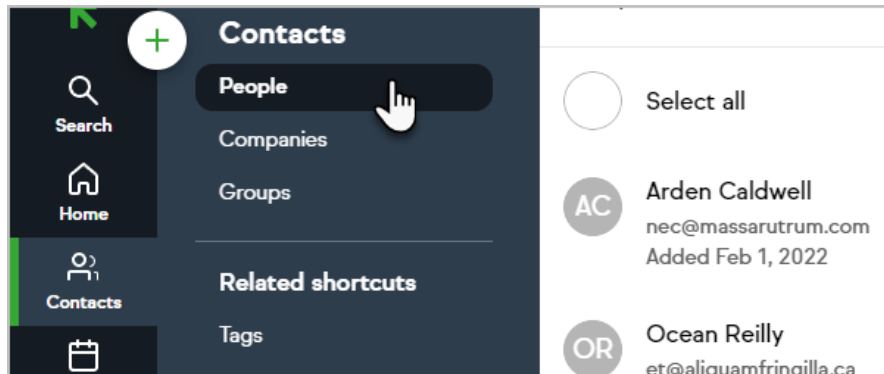 Search
Home
Contacts
Contacts
People
Companies
Groups
Related shortcuts
Tags
Select all
AC
Arden Caldwell
nec@massarutrum.com
Added Feb 1, 2022
OR
Ocean Reilly
et@aliquamfringilla.ca